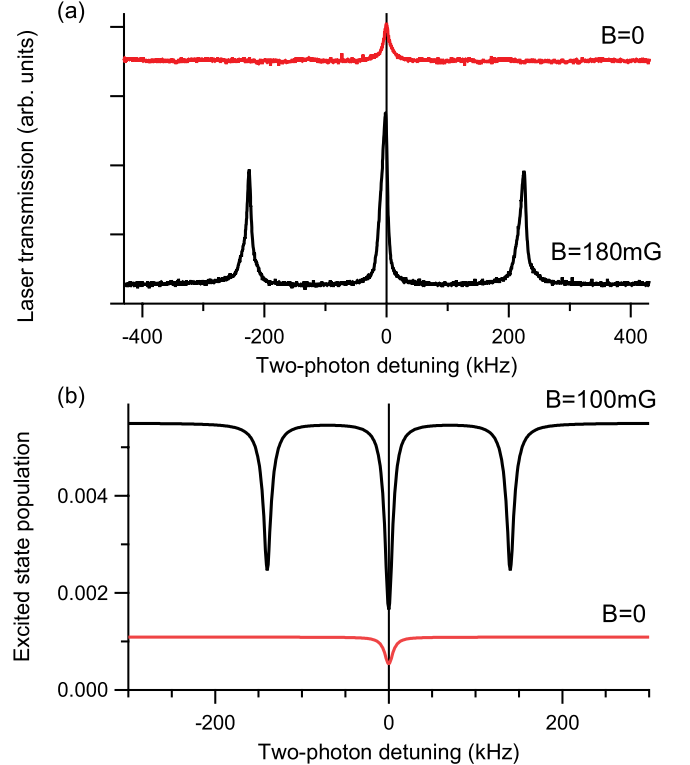 (a)
B=0
Laser transmission (arb. units)
B=180mG
-400 -200 0 200 400
Two-photon detuning (kHz)
(b)
B=100mG
Excited state population
0.004
0.002
B=0
0.000
-200 0 200
Two-photon detuning (kHz)